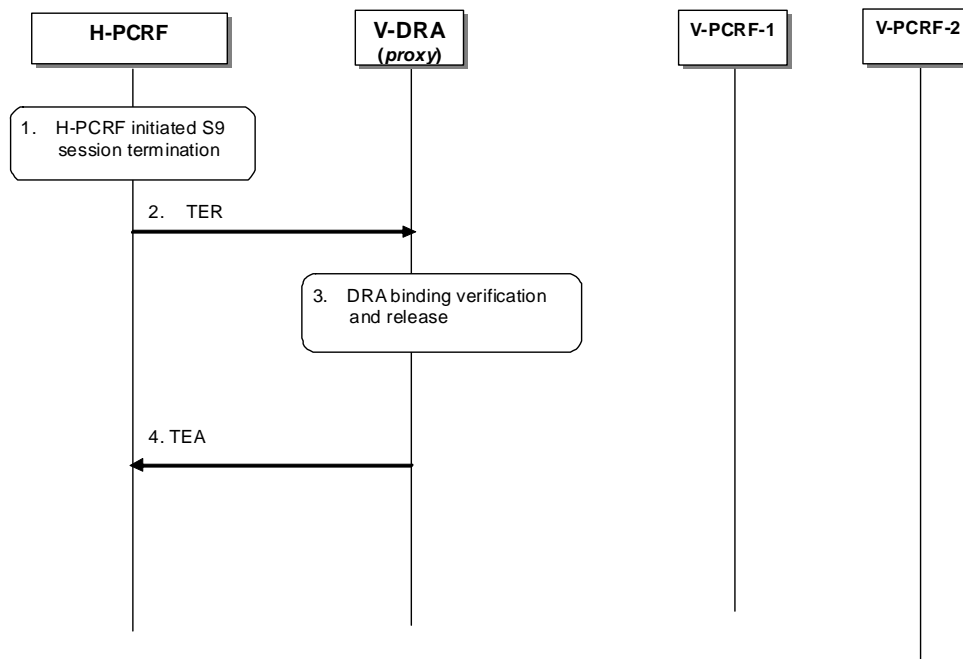 H-PCRF
V-DRA
(proxy)
V-PCRF-1
V-PCRF-2
1. H-PCRF initiated S9
session termination
2. TER
3. DRA binding verification
and release
4. TEA